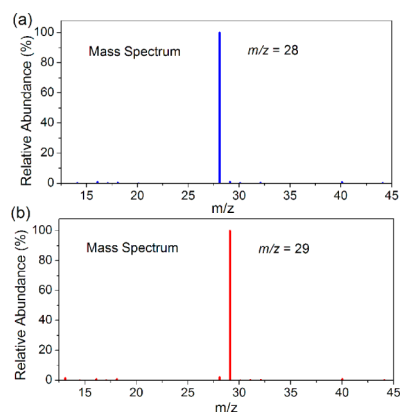 (a)
Relative Abundance (%)
100
80
60
40
20
0
Mass Spectrum
m/z = 28
15 20 25 30 35 40 45
m/z
(b)
Relative Abundance (%)
100
80
60
40
20
0
Mass Spectrum
m/z = 29
15 20 25 30 35 40 45
m/z